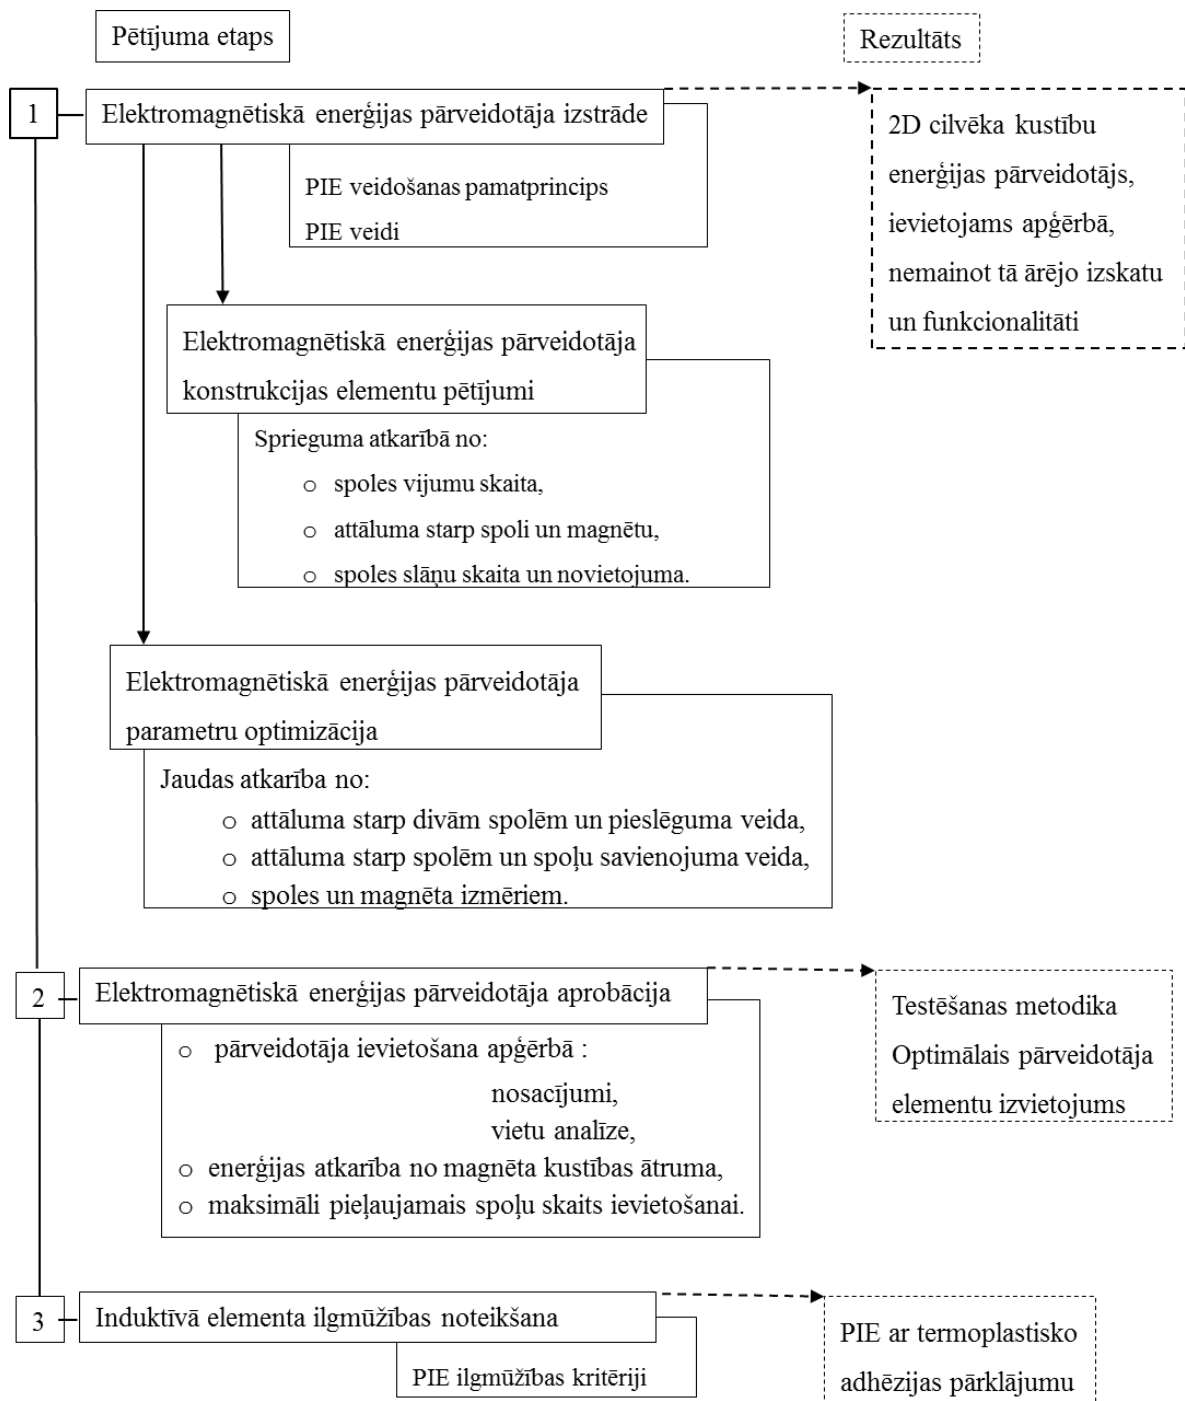 Pētījuma etaps
Rezultāts
1
Elektromagnētiskā enerģijas pārveidotāja izstrāde
PIE veidošanas pamatprincips
PIE veidi
2D cilvēka kustību
enerģijas pārveidotājs,
ievietojams apģērbā,
nemainot tā ārējo izskatu
un funkcionalitāti
Elektromagnētiskā enerģijas pārveidotāja
konstrukcijas elementu pētījumi
Sprieguma atkarībā no:
o spoles vijumu skaita,
o attāluma starp spoli un magnētu,
o spoles slāņu skaita un novietojuma.
Elektromagnētiskā enerģijas pārveidotāja
parametru optimizācija
Jaudas atkarība no:
o attāluma starp divām spolēm un pieslēguma veida,
o attāluma starp spolēm un spoļu savienojuma veida,
o spoles un magnēta izmēriem.
2
Elektromagnētiskā enerģijas pārveidotāja aprobācija
o pārveidotāja ievietošana apģērbā :
nosacījumi,
vietu analīze,
o enerģijas atkarība no magnēta kustības ātruma,
o maksimāli pieļaujamais spoļu skaits ievietošanai.
Testēšanas metodika
Optimālais pārveidotāja
elementu izvietojums
3
Induktīvā elementa ilgmūžības noteikšana
PIE ilgmūžības kritēriji
PIE ar termoplastisko
adhēzijas pārklājumu